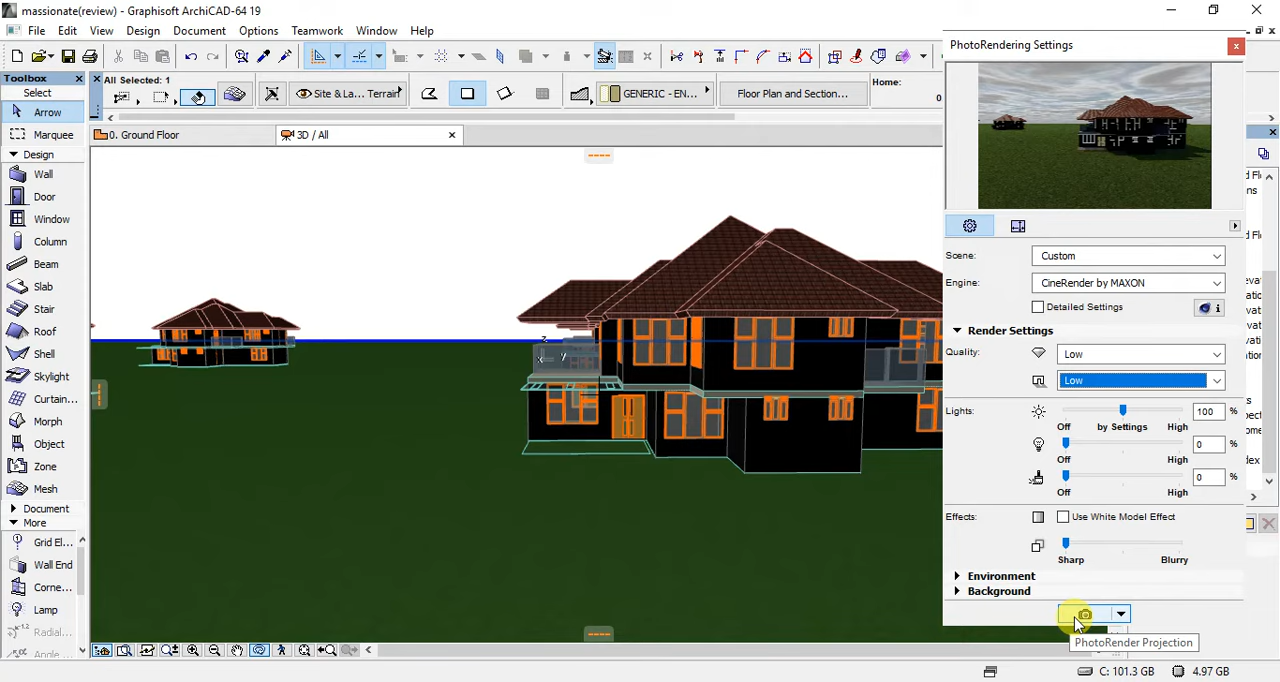 massionate(review) - Graphisoft ArchiCAD-64 19
File Edit View Design Document Options Teamwork Window Help
Toolbox
Select
Arrow
Marquee
Design
Wall
Door
Window
Column
Beam
Slab
Stair
Roof
Shell
Skylight
Curtain...
Morph
Object
Zone
Mesh
Document
More
Grid El...
Wall End
Corne...
Lamp
Radial...
Angle ...
All Selected: 1
Site & La... Terrain
GENERIC - EN...
Floor Plan and Section...
Home:
0
0. Ground Floor
3D / All
z
x
y
PhotoRendering Settings
Scene: Custom
Engine: CineRender by MAXON
Detailed Settings
i
Render Settings
Quality: Low
Low
Lights: 100 %
Off by Settings High
0 %
Off High
0 %
Off High
Effects: Use White Model Effect
Sharp Blurry
Environment
Background
PhotoRender Projection
C: 101.3 GB 4.97 GB